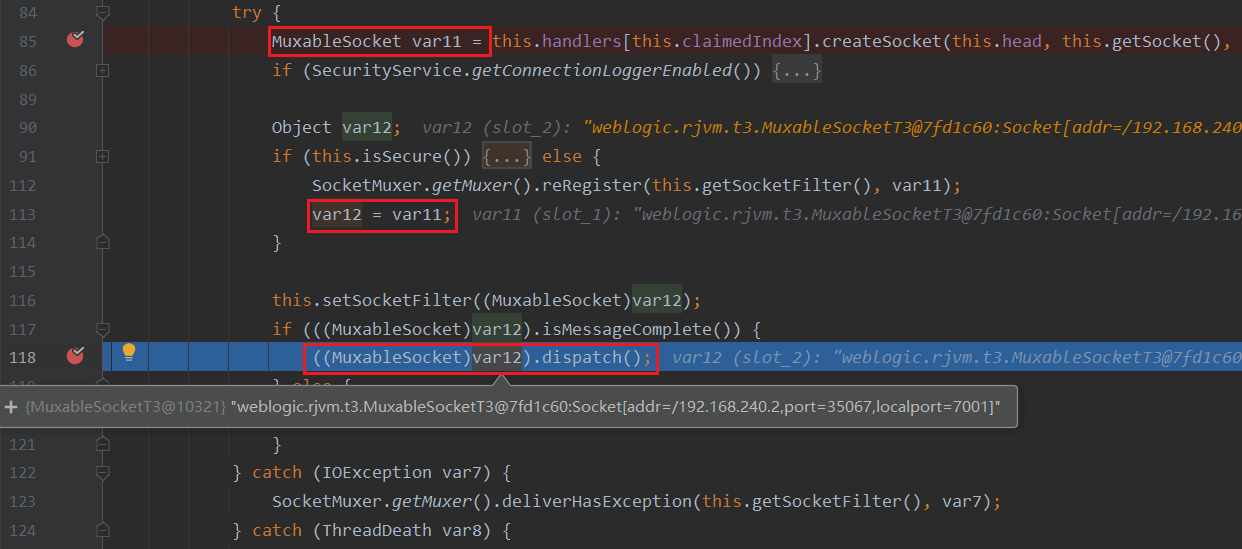 84 try {
85 MuxableSocket var11 = this.handlers[this.claimedIndex].createSocket(this.head, this.getSocket(),
86 if (SecurityService.getConnectionLoggerEnabled()) {...}
89
90 Object var12; var12 (slot_2): "weblogic.rjvm.t3.MuxableSocketT3@7fd1c60:Socket[addr=/192.168.240
91 if (this.isSecure()) {...} else {
112 SocketMuxer.getMuxer().reRegister(this.getSocketFilter(), var11);
113 var12 = var11; var11 (slot_1): "weblogic.rjvm.t3.MuxableSocketT3@7fd1c60:Socket[addr=/192.16
114 }
115
116 this.setSocketFilter((MuxableSocket)var12);
117 if (((MuxableSocket)var12).isMessageComplete()) {
118 ((MuxableSocket)var12).dispatch(); var12 (slot_2): "weblogic.rjvm.t3.MuxableSocketT3@7fd1c60
} else {
+ {MuxableSocketT3@10321} "weblogic.rjvm.t3.MuxableSocketT3@7fd1c60:Socket[addr=/192.168.240.2,port=35067,localport=7001]"
121 }
122 } catch (IOException var7) {
123 SocketMuxer.getMuxer().deliverHasException(this.getSocketFilter(), var7);
124 } catch (ThreadDeath var8) {